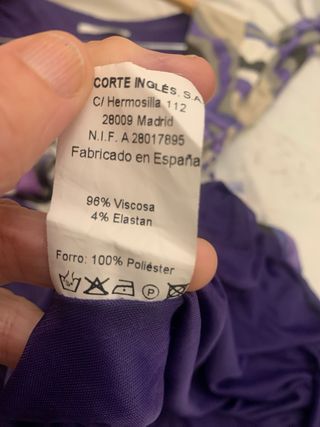 CORTE INGLÉS, S.A.
C/ Hermosilla 112
28009 Madrid
N.I.F. A 28017895
Fabricado en España
96% Viscosa
4% Elastan
Forro: 100% Poliéster
P